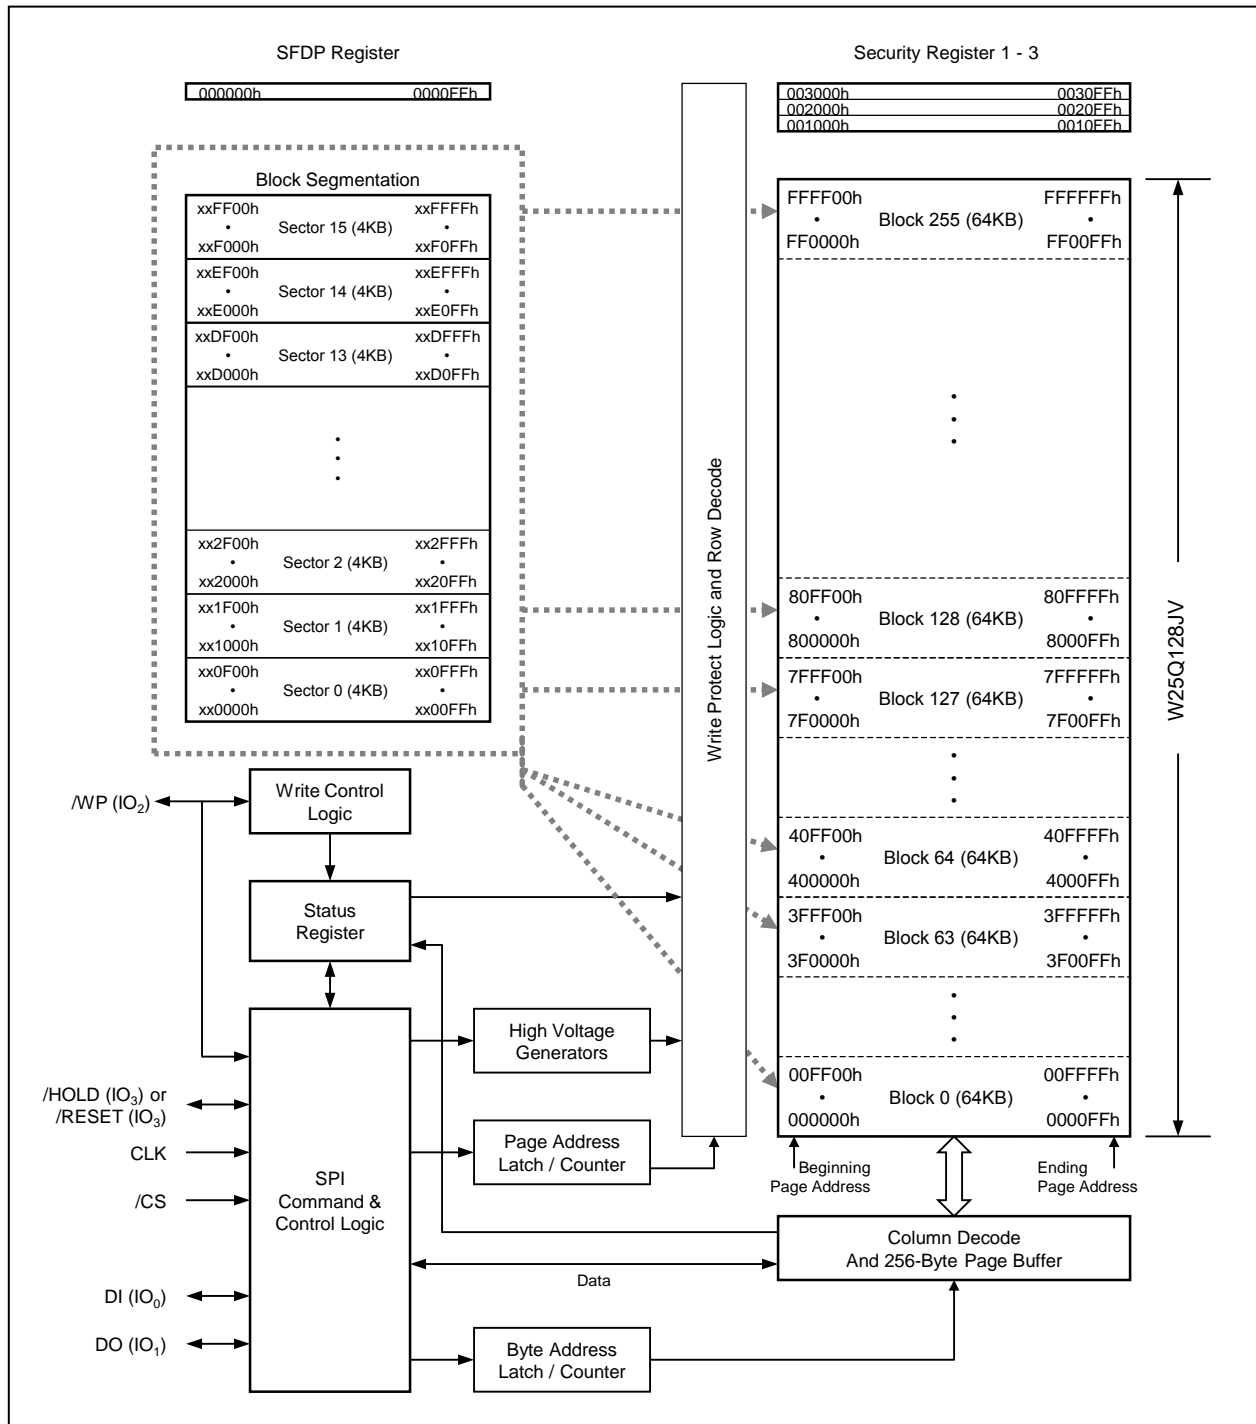 SFDP Register
000000h 0000FFh
Security Register 1 - 3
003000h 0030FFh
002000h 0020FFh
001000h 0010FFh
Block Segmentation
xxFF00h xxFFFFh
• Sector 15 (4KB) •
xxF000h xxF0FFh
xxEF00h xxEFFFh
• Sector 14 (4KB) •
xxE000h xxE0FFh
xxDF00h xxDFFFh
• Sector 13 (4KB) •
xxD000h xxD0FFh
xx2F00h xx2FFFh
• Sector 2 (4KB) •
xx2000h xx20FFh
xx1F00h xx1FFFh
• Sector 1 (4KB) •
xx1000h xx10FFh
xx0F00h xx0FFFh
• Sector 0 (4KB) •
xx0000h xx00FFh
Write Protect Logic and Row Decode
FFFF00h FFFFFFh
• Block 255 (64KB) •
FF0000h FF00FFh
80FF00h 80FFFFh
• Block 128 (64KB) •
800000h 8000FFh
7FFF00h 7FFFFFh
• Block 127 (64KB) •
7F0000h 7F00FFh
40FF00h 40FFFFh
• Block 64 (64KB) •
400000h 4000FFh
3FFF00h 3FFFFFh
• Block 63 (64KB) •
3F0000h 3F00FFh
00FF00h 00FFFFh
• Block 0 (64KB) •
000000h 0000FFh
W25Q128JV
Beginning
Page Address
Ending
Page Address
/WP (IO2)
Write Control
Logic
Status
Register
High Voltage
Generators
/HOLD (IO3) or
/RESET (IO3)
CLK
/CS
DI (IO0)
DO (IO1)
SPI
Command &
Control Logic
Page Address
Latch / Counter
Column Decode
And 256-Byte Page Buffer
Data
Byte Address
Latch / Counter